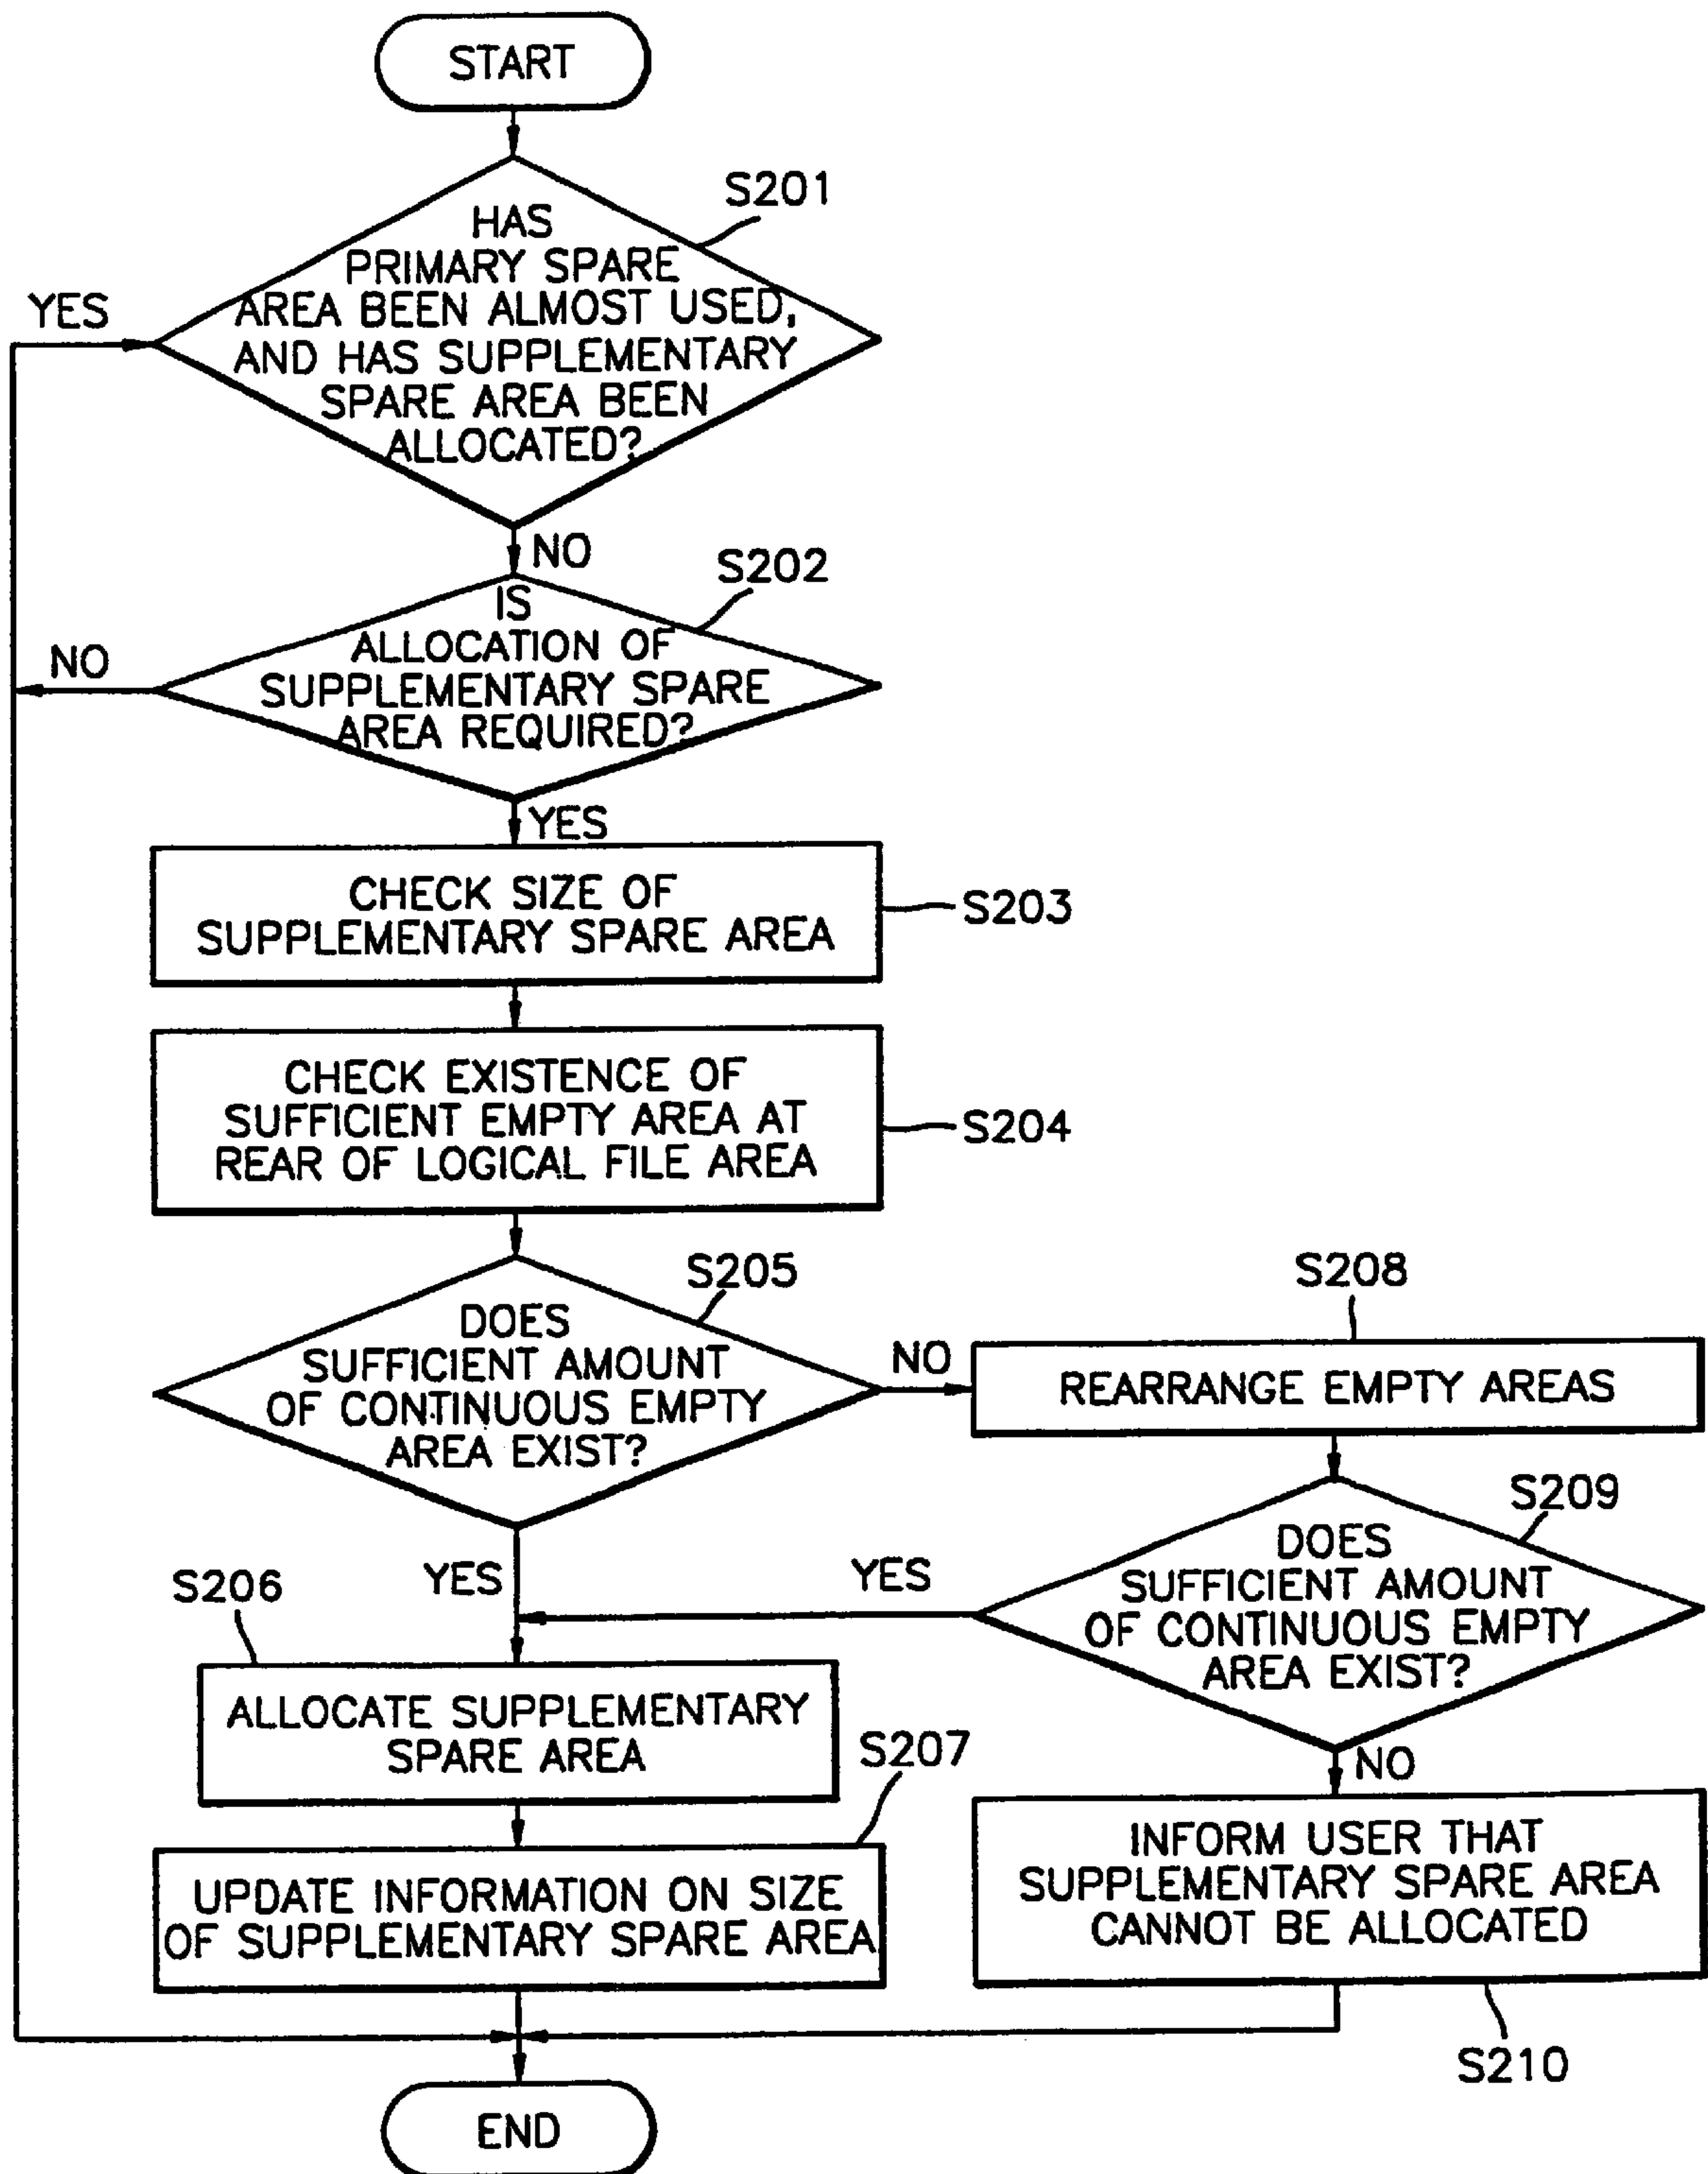 START
S201
HAS
PRIMARY SPARE
AREA BEEN ALMOST USED,
AND HAS SUPPLEMENTARY
SPARE AREA BEEN
ALLOCATED?
YES
NO
S202
IS
ALLOCATION OF
SUPPLEMENTARY SPARE
AREA REQUIRED?
NO
YES
CHECK SIZE OF
SUPPLEMENTARY SPARE AREA
S203
CHECK EXISTENCE OF
SUFFICIENT EMPTY AREA AT
REAR OF LOGICAL FILE AREA
S204
S205
DOES
SUFFICIENT AMOUNT
OF CONTINUOUS EMPTY
AREA EXIST?
NO
YES
S208
REARRANGE EMPTY AREAS
S209
DOES
SUFFICIENT AMOUNT
OF CONTINUOUS EMPTY
AREA EXIST?
YES
NO
S206
ALLOCATE SUPPLEMENTARY
SPARE AREA
S207
UPDATE INFORMATION ON SIZE
OF SUPPLEMENTARY SPARE AREA
INFORM USER THAT
SUPPLEMENTARY SPARE AREA
CANNOT BE ALLOCATED
S210
END